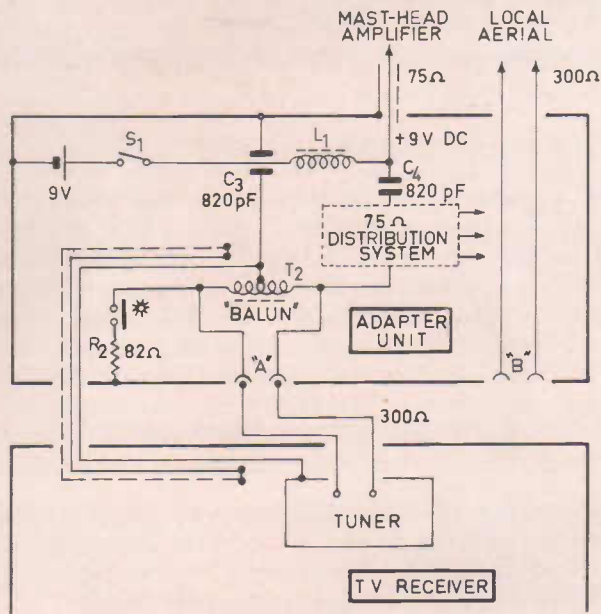 MAST-HEAD
AMPLIFIER
LOCAL
AERIAL
75Ω
300Ω
+9V DC
S1
L1
9V
C3
820pF
C4
820 pF
75Ω
DISTRIBUTION
SYSTEM
T2
"BALUN"
ADAPTER
UNIT
R2
82Ω
"A"
"B"
300Ω
TUNER
TV RECEIVER